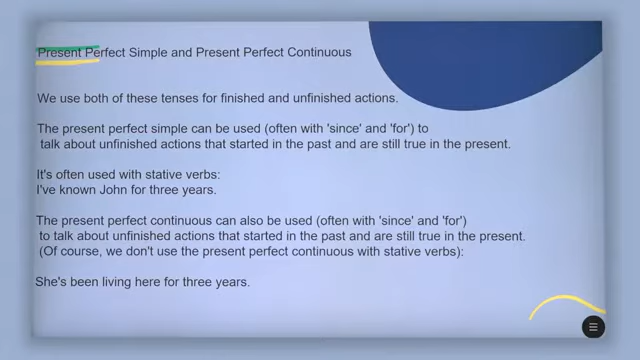 Present Perfect Simple and Present Perfect Continuous
We use both of these tenses for finished and unfinished actions.
The present perfect simple can be used (often with 'since' and 'for') to
talk about unfinished actions that started in the past and are still true in the present.
It's often used with stative verbs:
I've known John for three years.
The present perfect continuous can also be used (often with 'since' and 'for')
to talk about unfinished actions that started in the past and are still true in the present.
(Of course, we don't use the present perfect continuous with stative verbs):
She's been living here for three years.